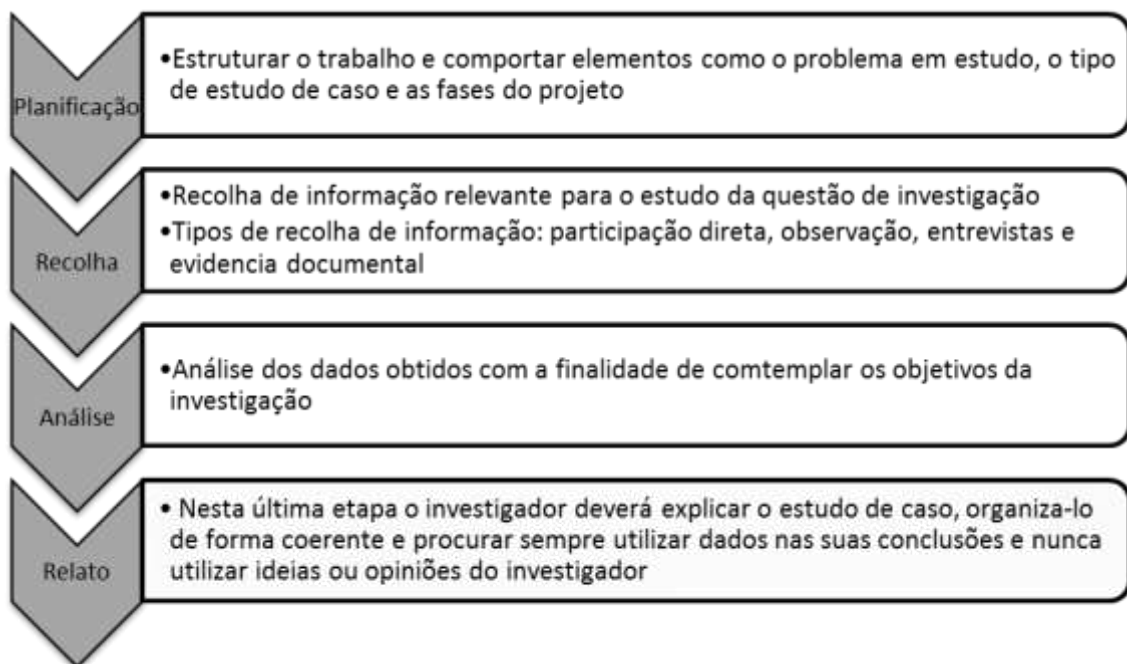 Planificação
•Estruturar o trabalho e comportar elementos como o problema em estudo, o tipo
de estudo de caso e as fases do projeto
Recolha
•Recolha de informação relevante para o estudo da questão de investigação
•Tipos de recolha de informação: participação direta, observação, entrevistas e
evidencia documental
Análise
•Análise dos dados obtidos com a finalidade de comtemplar os objetivos da
investigação
Relato
• Nesta última etapa o investigador deverá explicar o estudo de caso, organiza-lo
de forma coerente e procurar sempre utilizar dados nas suas conclusões e nunca
utilizar ideias ou opiniões do investigador